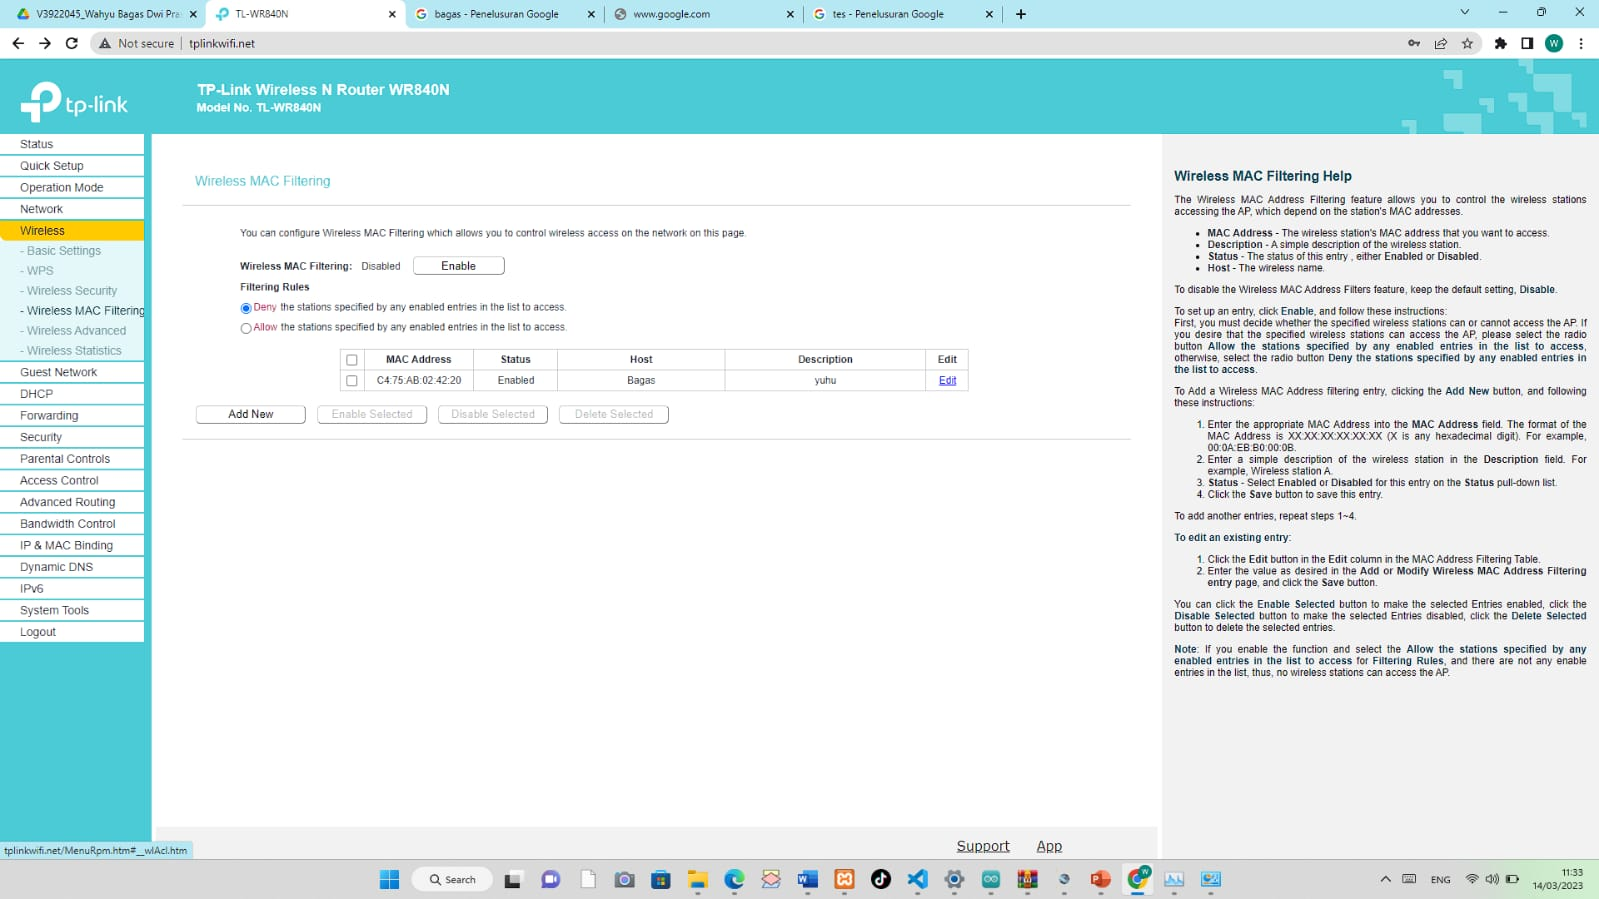 V3922045_Wahyu Bagas Dwi Pra
TL-WR840N
bagas - Penelusuran Google
www.google.com
tes - Penelusuran Google
Not secure
tplinkwifi.net
W
tp-link
TP-Link Wireless N Router WR840N
Model No. TL-WR840N
Status
Quick Setup
Operation Mode
Network
Wireless
- Basic Settings
- WPS
- Wireless Security
- Wireless MAC Filtering
- Wireless Advanced
- Wireless Statistics
Guest Network
DHCP
Forwarding
Security
Parental Controls
Access Control
Advanced Routing
Bandwidth Control
IP & MAC Binding
Dynamic DNS
IPv6
System Tools
Logout
Wireless MAC Filtering
You can configure Wireless MAC Filtering which allows you to control wireless access on the network on this page.
Wireless MAC Filtering: Disabled Enable
Filtering Rules
Deny the stations specified by any enabled entries in the list to access.
Allow the stations specified by any enabled entries in the list to access.
MAC Address Status Host Description Edit
C4:75:AB:02:42:20 Enabled Bagas yuhu Edit
Add New Enable Selected Disable Selected Delete Selected
Wireless MAC Filtering Help
The Wireless MAC Address Filtering feature allows you to control the wireless stations
accessing the AP, which depend on the station's MAC addresses.
• MAC Address - The wireless station's MAC address that you want to access.
• Description - A simple description of the wireless station.
• Status - The status of this entry , either Enabled or Disabled.
• Host - The wireless name.
To disable the Wireless MAC Address Filters feature, keep the default setting, Disable.
To set up an entry, click Enable, and follow these instructions:
First, you must decide whether the specified wireless stations can or cannot access the AP. If
you desire that the specified wireless stations can access the AP, please select the radio
button Allow the stations specified by any enabled entries in the list to access,
otherwise, select the radio button Deny the stations specified by any enabled entries in
the list to access.
To Add a Wireless MAC Address filtering entry, clicking the Add New button, and following
these instructions:
1. Enter the appropriate MAC Address into the MAC Address field. The format of the
MAC Address is XX:XX:XX:XX:XX:XX (X is any hexadecimal digit). For example,
00:0A:EB:B0:00:0B.
2. Enter a simple description of the wireless station in the Description field. For
example, Wireless station A.
3. Status - Select Enabled or Disabled for this entry on the Status pull-down list.
4. Click the Save button to save this entry.
To add another entries, repeat steps 1~4.
To edit an existing entry:
1. Click the Edit button in the Edit column in the MAC Address Filtering Table.
2. Enter the value as desired in the Add or Modify Wireless MAC Address Filtering
entry page, and click the Save button.
You can click the Enable Selected button to make the selected Entries enabled, click the
Disable Selected button to make the selected Entries disabled, click the Delete Selected
button to delete the selected entries.
Note: If you enable the function and select the Allow the stations specified by any
enabled entries in the list to access for Filtering Rules, and there are not any enable
entries in the list, thus, no wireless stations can access the AP.
Support App
tplinkwifi.net/MenuRpm.htm#__wlAcl.htm
Search
ENG
11:33
14/03/2023